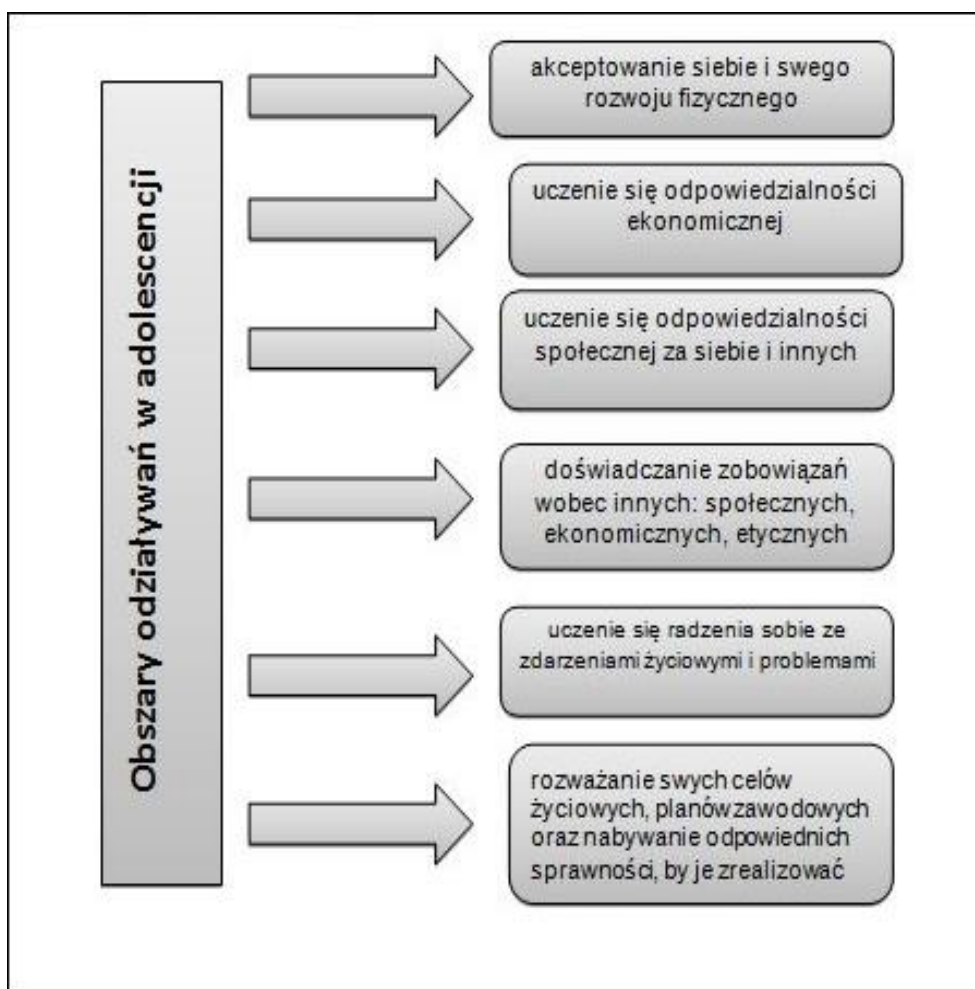 Obszary odziaływań w adolescencji
akceptowanie siebie i swego
rozwoju fizycznego
uczenie się odpowiedzialności
ekonomicznej
uczenie się odpowiedzialności
społecznej za siebie i innych
doświadczanie zobowiązań
wobec innych: społecznych,
ekonomicznych, etycznych
uczenie się radzenia sobie ze
zdarzeniami życiowymi i problemami
rozważanie swych celów
życiowych, planów zawodowych
oraz nabywanie odpowiednich
sprawności, by je zrealizować